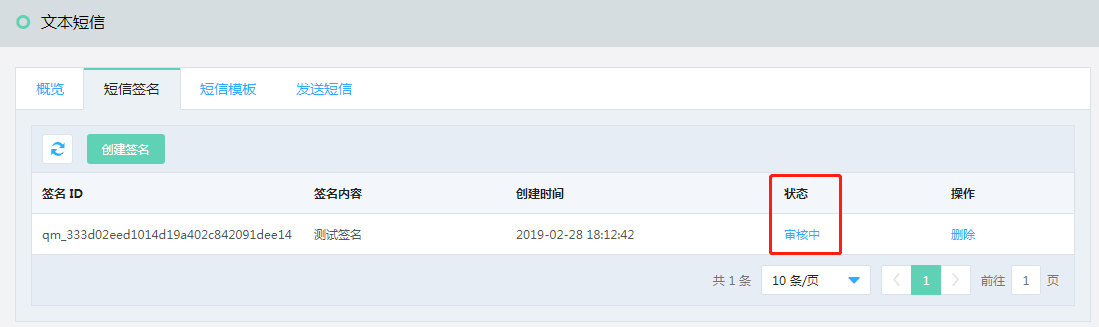 文本短信
概览 短信签名 短信模板 发送短信
创建签名
签名 ID 签名内容 创建时间 状态 操作
qm_333d02eed1014d19a402c842091dee14 测试签名 2019-02-28 18:12:42 审核中 删除
共 1 条 10 条/页 1 前往 1 页